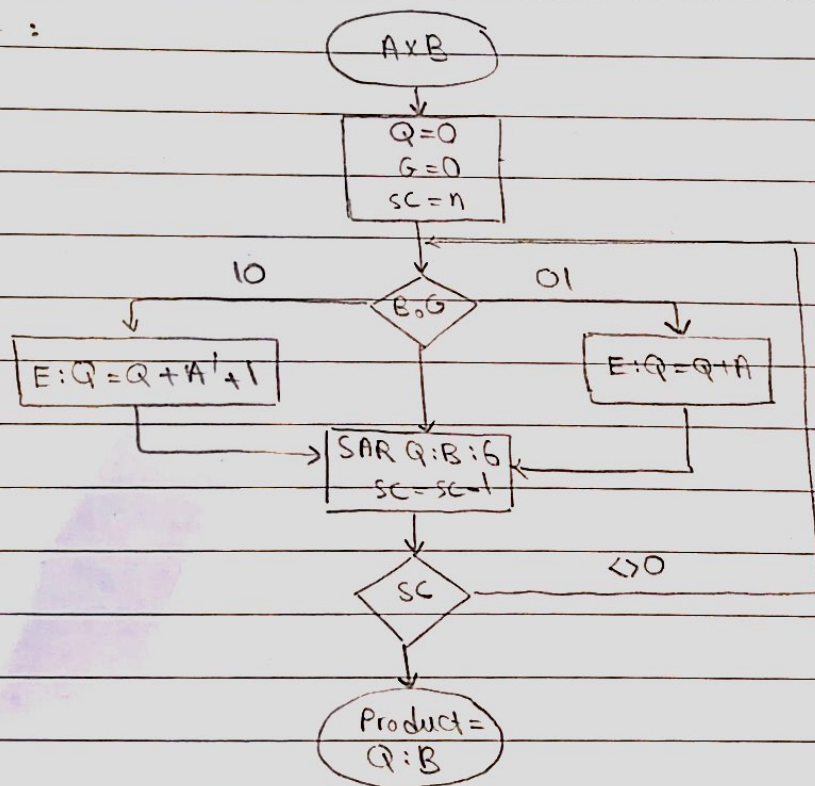 :
A x B
Q=0
G=0
SC=n
10
01
B₀G
E:Q=Q+A'+1
E:Q=Q+A
SAR Q:B:G
SC=SC-1
<>0
SC
Product=
Q:B